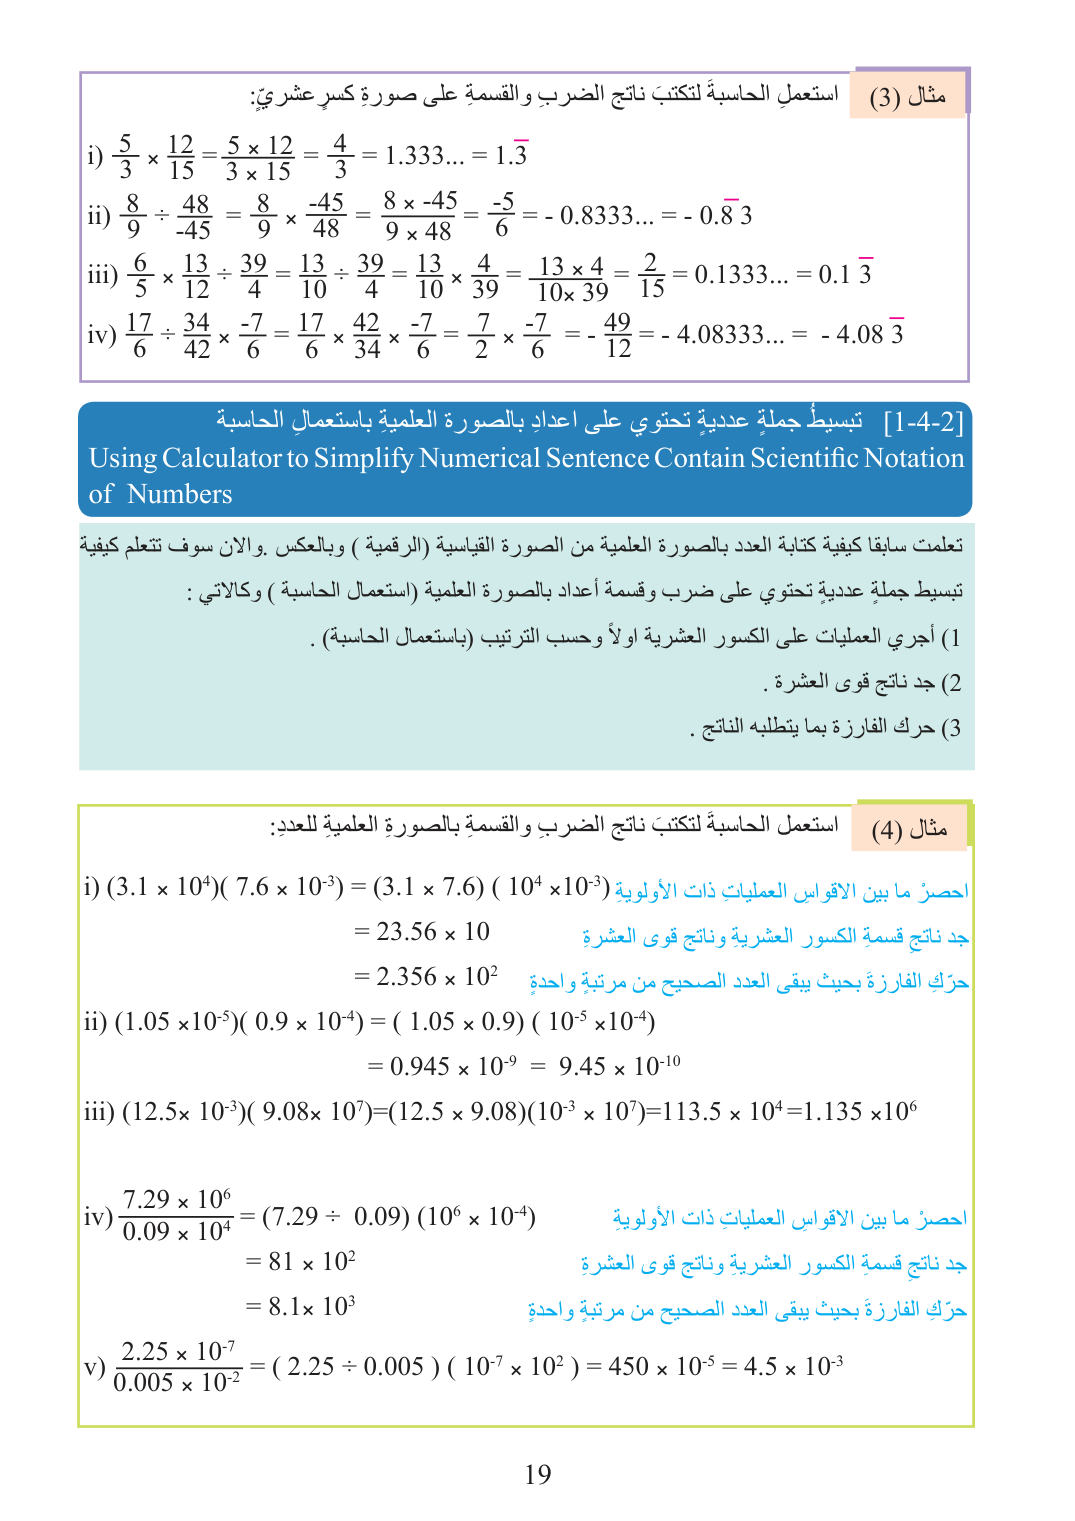 مثال (3) استعملِ الحاسبةَ لتكتبَ ناتج الضربِ والقسمةِ على صورةِ كسرٍعشريٍّ:
i) 5/3 × 12/15 = 5 × 12/3 × 15 = 4/3 = 1.333... = 1.3̅
ii) 8/9 ÷ 48/-45 = 8/9 × -45/48 = 8 × -45/9 × 48 = -5/6 = - 0.8333... = - 0.8̅ 3
iii) 6/5 × 13/12 ÷ 39/4 = 13/10 ÷ 39/4 = 13/10 × 4/39 = 13 × 4/10× 39 = 2/15 = 0.1333... = 0.1 3̅
iv) 17/6 ÷ 34/42 × -7/6 = 17/6 × 42/34 × -7/6 = 7/2 × -7/6 = - 49/12 = - 4.08333... = - 4.08 3̅
[1-4-2] تبسيطُ جملةٍ عدديةٍ تحتوي على اعدادِ بالصورة العلميةِ باستعمالِ الحاسبة
Using Calculator to Simplify Numerical Sentence Contain Scientific Notation
of Numbers
تعلمت سابقا كيفية كتابة العدد بالصورة العلمية من الصورة القياسية (الرقمية ) وبالعكس .والان سوف تتعلم كيفية
تبسيط جملةٍ عدديةٍ تحتوي على ضرب وقسمة أعداد بالصورة العلمية (استعمال الحاسبة ) وكالاتي :
1) أجري العمليات على الكسور العشرية اولاً وحسب الترتيب (باستعمال الحاسبة) .
2) جد ناتج قوى العشرة .
3) حرك الفارزة بما يتطلبه الناتج .
مثال (4) استعمل الحاسبةَ لتكتبَ ناتج الضربِ والقسمةِ بالصورةِ العلميةِ للعددِ:
i) (3.1 × 10⁴)( 7.6 × 10⁻³) = (3.1 × 7.6) ( 10⁴ ×10⁻³) احصرْ ما بين الاقواسِ العملياتِ ذات الأولويةِ
= 23.56 × 10 جد ناتجِ قسمةِ الكسور العشريةِ وناتج قوى العشرةِ
= 2.356 × 10² حرّكِ الفارزةَ بحيث يبقى العدد الصحيح من مرتبةٍ واحدةٍ
ii) (1.05 ×10⁻⁵)( 0.9 × 10⁻⁴) = ( 1.05 × 0.9) ( 10⁻⁵ ×10⁻⁴)
= 0.945 × 10⁻⁹ = 9.45 × 10⁻¹⁰
iii) (12.5× 10⁻³)( 9.08× 10⁷)=(12.5 × 9.08)(10⁻³ × 10⁷)=113.5 × 10⁴ =1.135 ×10⁶
iv) 7.29 × 10⁶/0.09 × 10⁴ = (7.29 ÷ 0.09) (10⁶ × 10⁻⁴) احصرْ ما بين الاقواسِ العملياتِ ذات الأولويةِ
= 81 × 10² جد ناتجِ قسمةِ الكسور العشريةِ وناتج قوى العشرةِ
= 8.1× 10³ حرّكِ الفارزةَ بحيث يبقى العدد الصحيح من مرتبةٍ واحدةٍ
v) 2.25 × 10⁻⁷/0.005 × 10⁻² = ( 2.25 ÷ 0.005 ) ( 10⁻⁷ × 10² ) = 450 × 10⁻⁵ = 4.5 × 10⁻³
19